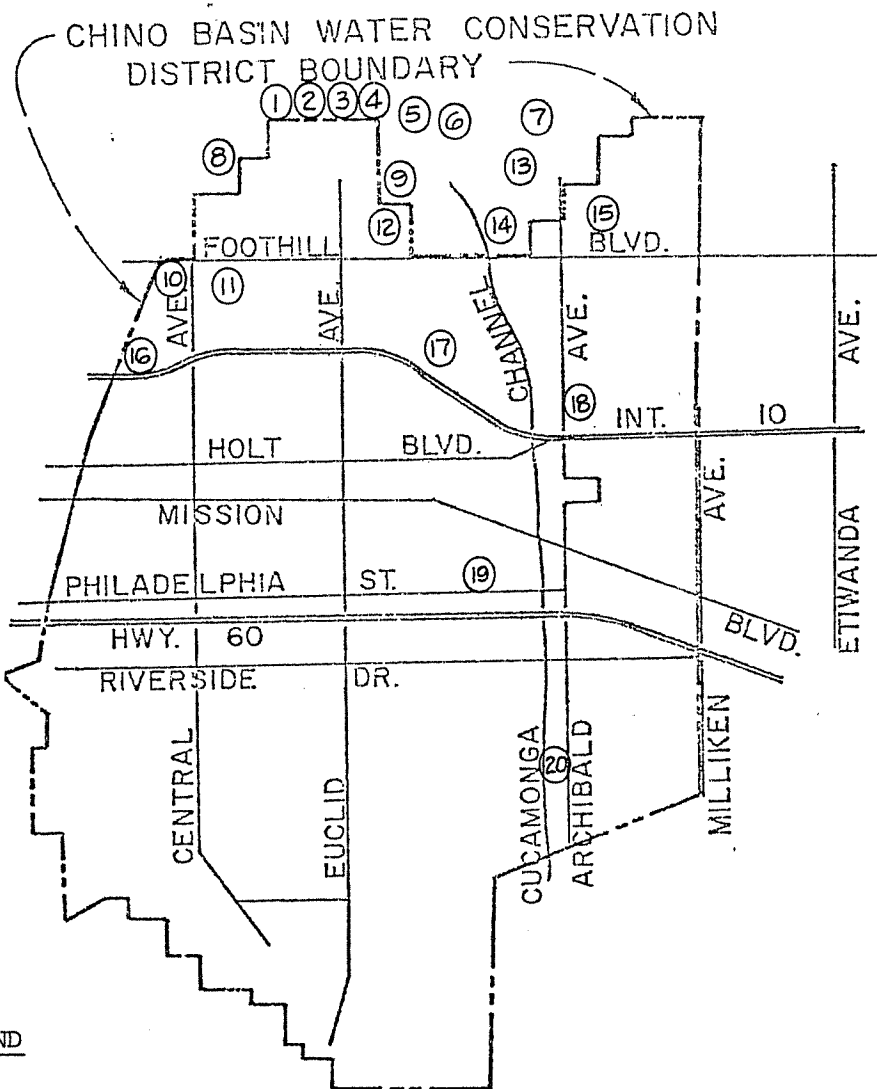 CHINO BASIN WATER CONSERVATION
DISTRICT BOUNDARY
1 2 3 4 5 6 7
8 13
9
12 14 15
FOOTHILL BLVD.
10 11
AVE. AVE. CHANNEL AVE. AVE.
16 17
18
INT. 10
HOLT BLVD.
AVE.
MISSION
19
PHILADELPHIA ST.
BLVD.
HWY. 60
ETIWANDA
RIVERSIDE DR.
CENTRAL
EUCLID
CUCAMONGA
20
ARCHIBALD
MILLIKEN
ND